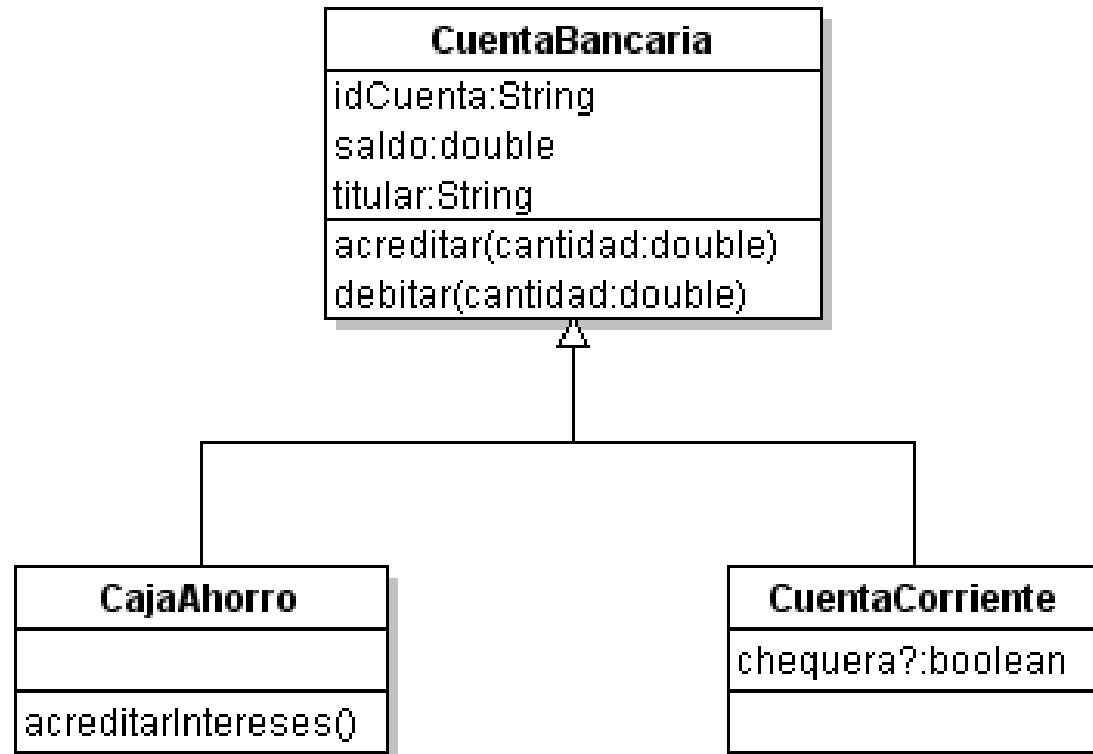 CuentaBancaria
idCuenta:String
saldo:double
titular:String
acreditar(cantidad:double)
debitar(cantidad:double)
CajaAhorro
acreditarIntereses()
CuentaCorriente
chequera?:boolean